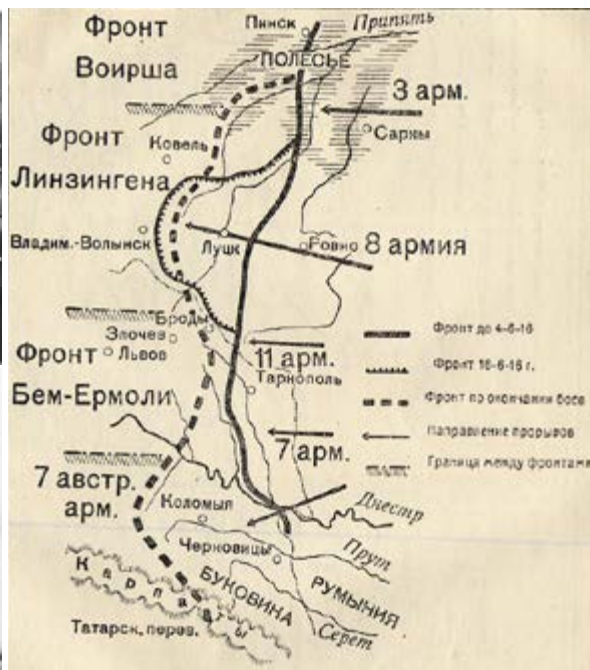 Фронт
Воирша
Пинск
Припять
ПОЛЕСЬЕ
3 арм.
Сарны
Фронт
Линзингена
Ковель
Владим.-Волынск
Луцк
Ровно
8 армия
Броды
Злочев
Львов
Фронт
Бем-Ермоли
11 арм.
Тарнополь
7 арм.
Фронт до 4-6-16
Фронт 16-6-16 г.
Фронт по окончании боев
Направление прорывов
Граница между фронтами
7 австр.
арм.
Коломыя
Днестр
Прут
Черновицы
БУКОВИНА
РУМЫНИЯ
Серет
Карпаты
Татарск. перев.